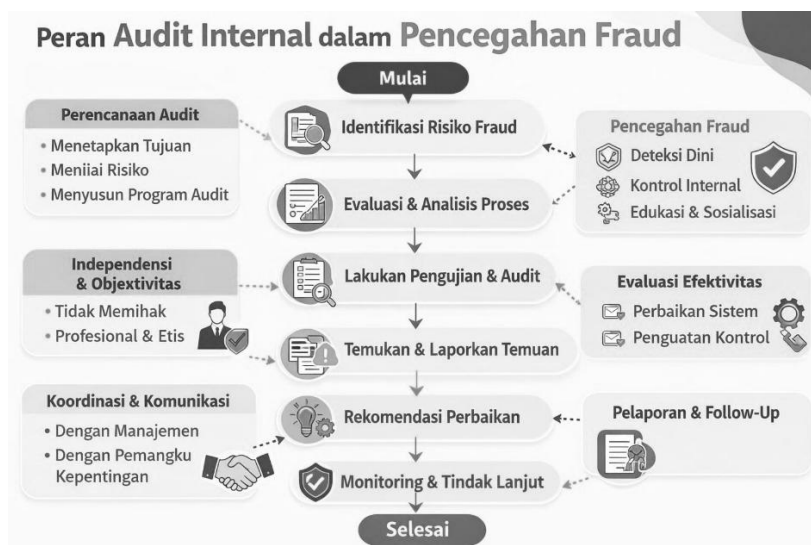 Peran Audit Internal dalam Pencegahan Fraud
Mulai
Perencanaan Audit
• Menetapkan Tujuan
• Meniiai Risiko
• Menyusun Program Audit
Identifikasi Risiko Fraud
Pencegahan Fraud
Deteksi Dini
Kontrol Internal
Edukasi & Sosialisasi
Evaluasi & Analisis Proses
Independensi
& Objextivitas
• Tidak Memihak
• Profesional & Etis
Lakukan Pengujian & Audit
Evaluasi Efektivitas
Perbaikan Sistem
Penguatan Kontrol
Temukan & Laporkan Temuan
Koordinasi & Komunikasi
• Dengan Manajemen
• Dengan Pemangku
Kepentingan
Rekomendasi Perbaikan
Pelaporan & Follow-Up
Monitoring & Tindak Lanjut
Selesai